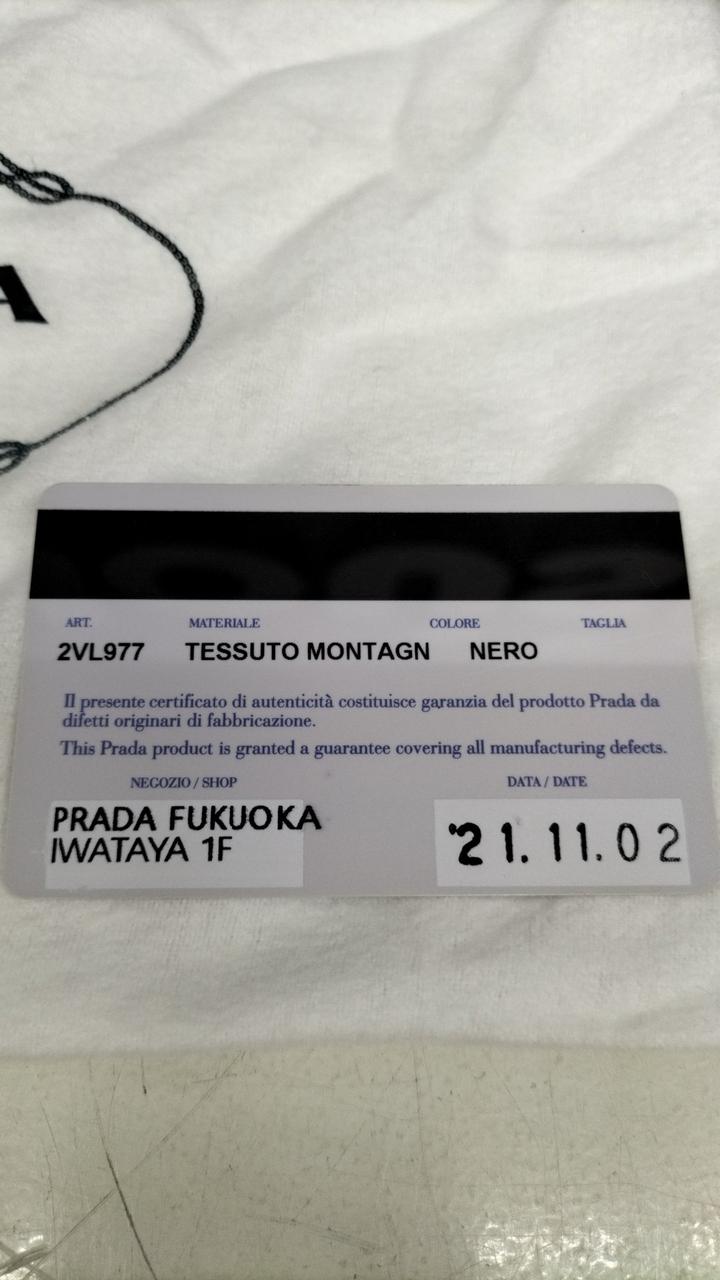 A
ART. MATERIALE COLORE TAGLIA
2VL977 TESSUTO MONTAGN NERO
Il presente certificato di autenticità costituisce garanzia del prodotto Prada da
difetti originari di fabbricazione.
This Prada product is granted a guarantee covering all manufacturing defects.
NEGOZIO / SHOP DATA / DATE
PRADA FUKUOKA
IWATAYA 1F
'21.11.02